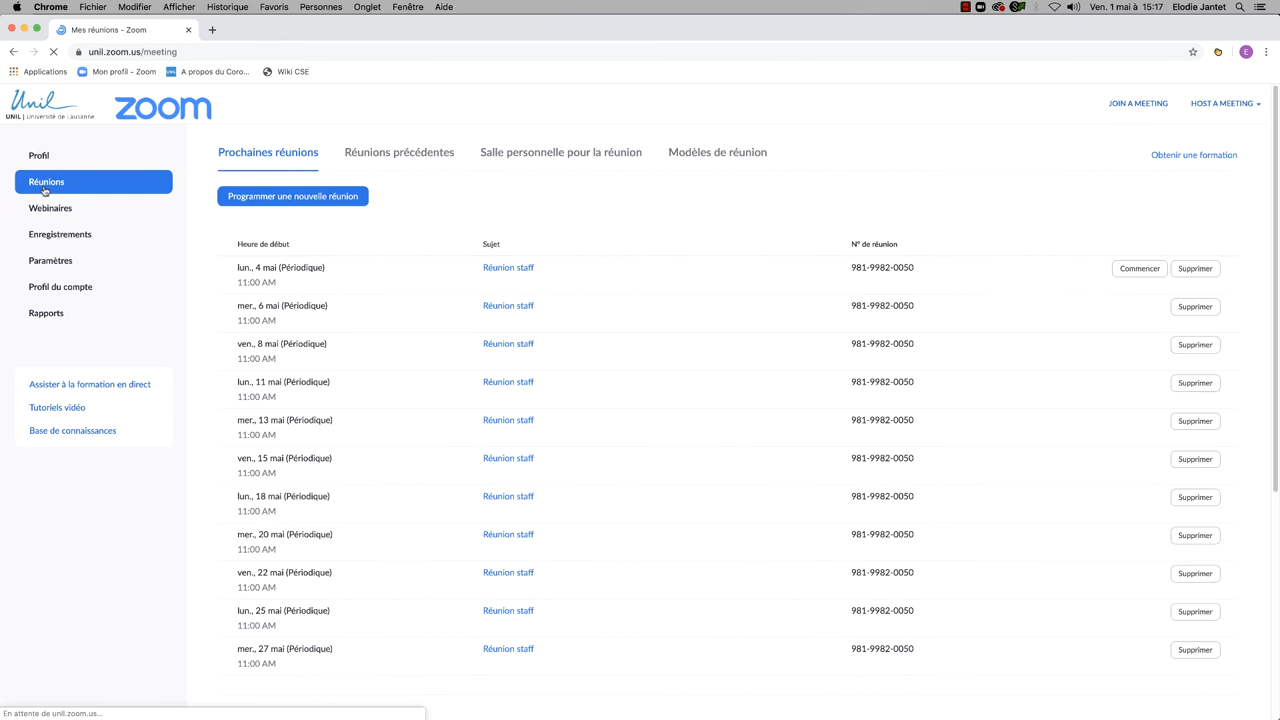 Chrome Fichier Modifier Afficher Historique Favoris Personnes Onglet Fenêtre Aide Ven. 1 mai à 15:17 Elodie Jantet
Mes réunions - Zoom
unil.zoom.us/meeting E
Applications Mon profil - Zoom UNIL A propos du Coro... Wiki CSE
Unil zoom JOIN A MEETING HOST A MEETING
UNIL | Université de Lausanne
Profil
Réunions
Webinaires
Enregistrements
Paramètres
Profil du compte
Rapports
Assister à la formation en direct
Tutoriels vidéo
Base de connaissances
Prochaines réunions Réunions précédentes Salle personnelle pour la réunion Modèles de réunion Obtenir une formation
Programmer une nouvelle réunion
Heure de début Sujet N° de réunion
lun., 4 mai (Périodique) Réunion staff 981-9982-0050 Commencer Supprimer
11:00 AM
mer., 6 mai (Périodique) Réunion staff 981-9982-0050 Supprimer
11:00 AM
ven., 8 mai (Périodique) Réunion staff 981-9982-0050 Supprimer
11:00 AM
lun., 11 mai (Périodique) Réunion staff 981-9982-0050 Supprimer
11:00 AM
mer., 13 mai (Périodique) Réunion staff 981-9982-0050 Supprimer
11:00 AM
ven., 15 mai (Périodique) Réunion staff 981-9982-0050 Supprimer
11:00 AM
lun., 18 mai (Périodique) Réunion staff 981-9982-0050 Supprimer
11:00 AM
mer., 20 mai (Périodique) Réunion staff 981-9982-0050 Supprimer
11:00 AM
ven., 22 mai (Périodique) Réunion staff 981-9982-0050 Supprimer
11:00 AM
lun., 25 mai (Périodique) Réunion staff 981-9982-0050 Supprimer
11:00 AM
mer., 27 mai (Périodique) Réunion staff 981-9982-0050 Supprimer
11:00 AM
En attente de unil.zoom.us...